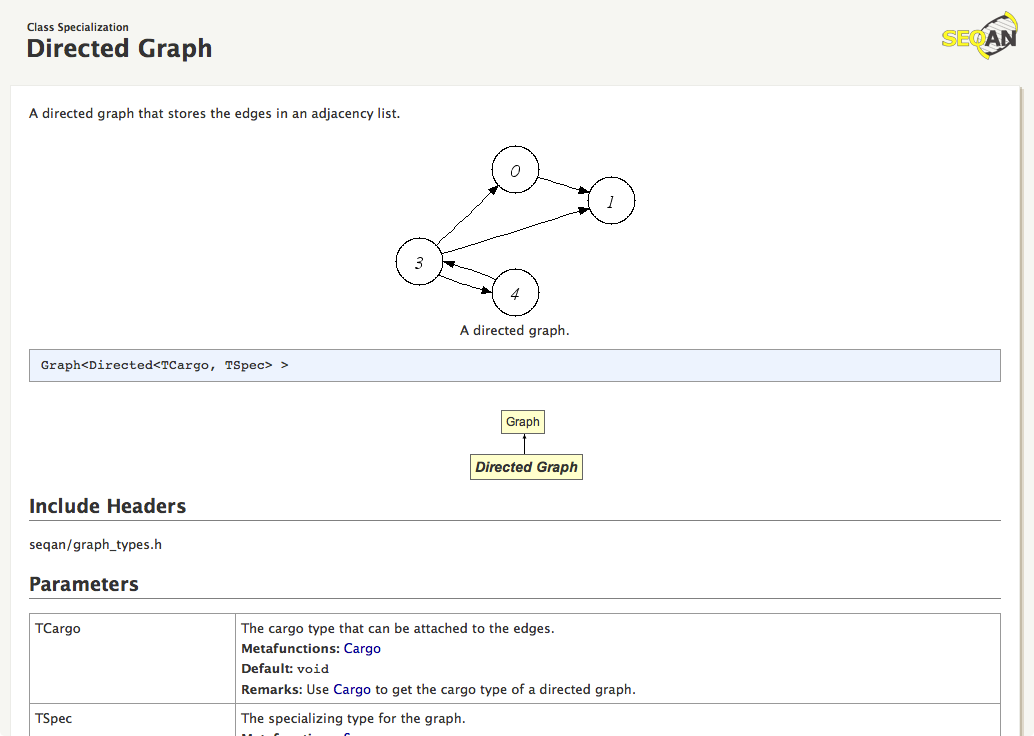 Class Specialization
Directed Graph
SEQAN
A directed graph that stores the edges in an adjacency list.
0
1
3
4
A directed graph.
Graph<Directed<TCargo, TSpec> >
Graph
Directed Graph
Include Headers
seqan/graph_types.h
Parameters
TCargo
The cargo type that can be attached to the edges.
Metafunctions: Cargo
Default: void
Remarks: Use Cargo to get the cargo type of a directed graph.
TSpec
The specializing type for the graph.